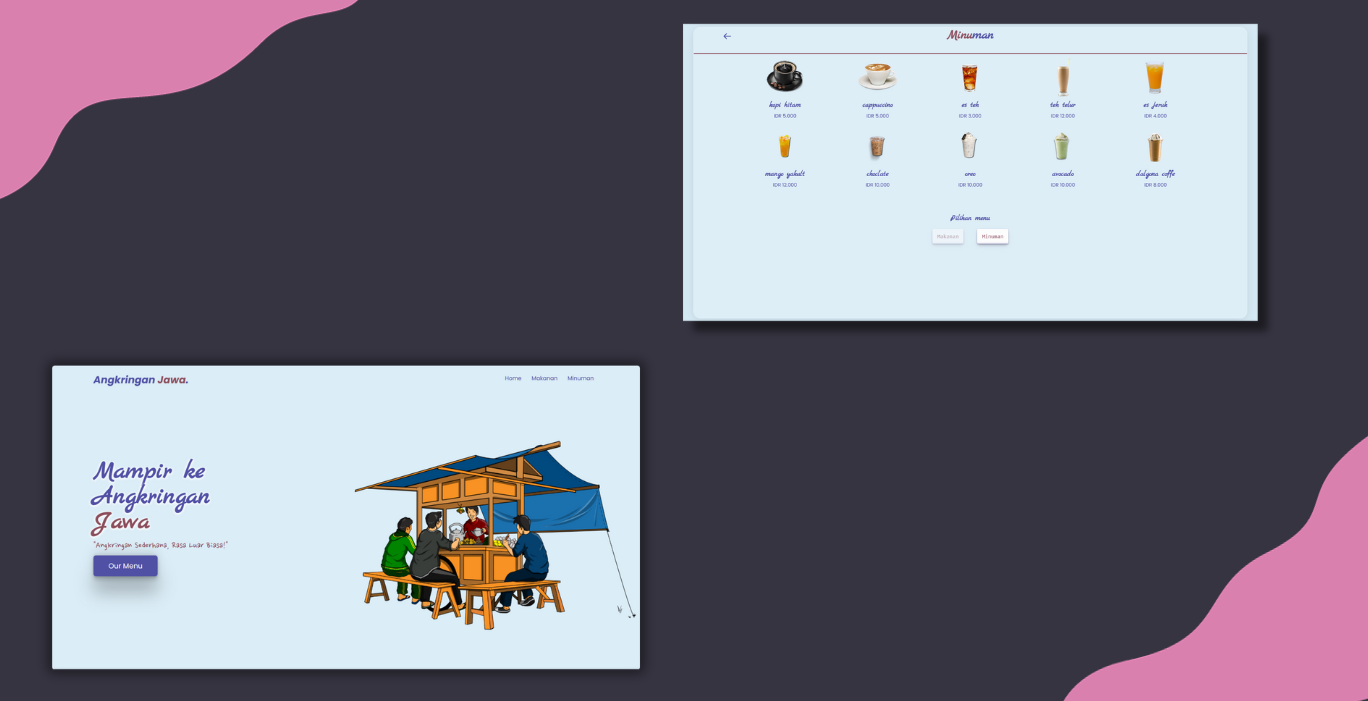 Minuman
kopi hitam
IDR 5.000
cappuccino
IDR 5.000
es teh
IDR 3.000
teh talur
IDR 13.000
es jeruk
IDR 4.000
mango yakult
IDR 12.000
choclate
IDR 10.000
oreo
IDR 10.000
avocado
IDR 10.000
dalgona coffe
IDR 8.000
Pilihan menu
Makanan Minuman
Angkringan Jawa.
Home Makanan Minuman
Mampir ke
Angkringan
Jawa
"Angkringan Sederhana, Rasa Luar Biasa!"
Our Menu